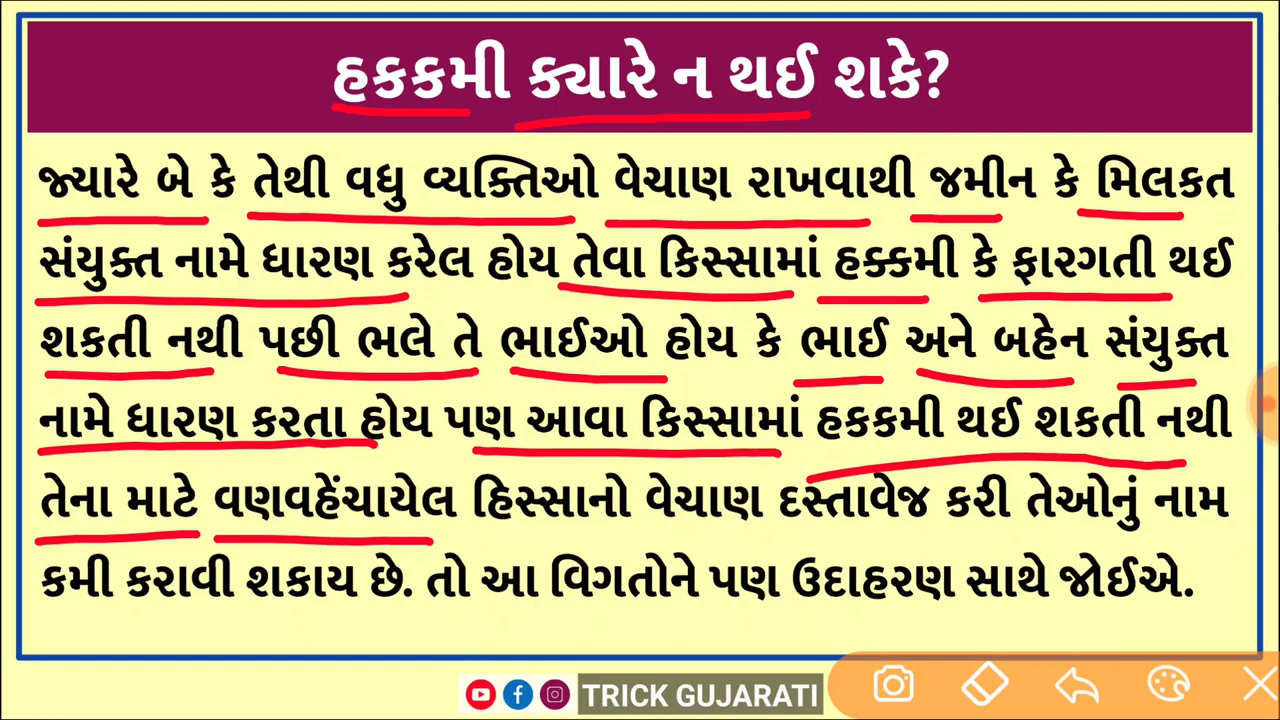 હકકમી ક્યારે ન થઈ શકે?
જ્યારે બે કે તેથી વધુ વ્યક્તિઓ વેચાણ રાખવાથી જમીન કે મિલકત
સંયુક્ત નામે ધારણ કરેલ હોય તેવા કિસ્સામાં હક્કમી કે ફારગતી થઈ
શકતી નથી પછી ભલે તે ભાઈઓ હોય કે ભાઈ અને બહેન સંયુક્ત
નામે ધારણ કરતા હોય પણ આવા કિસ્સામાં હકકમી થઈ શકતી નથી
તેના માટે વણવહેંચાયેલ હિસ્સાનો વેચાણ દસ્તાવેજ કરી તેઓનું નામ
કમી કરાવી શકાય છે. તો આ વિગતોને પણ ઉદાહરણ સાથે જોઈએ.
TRICK GUJARATI